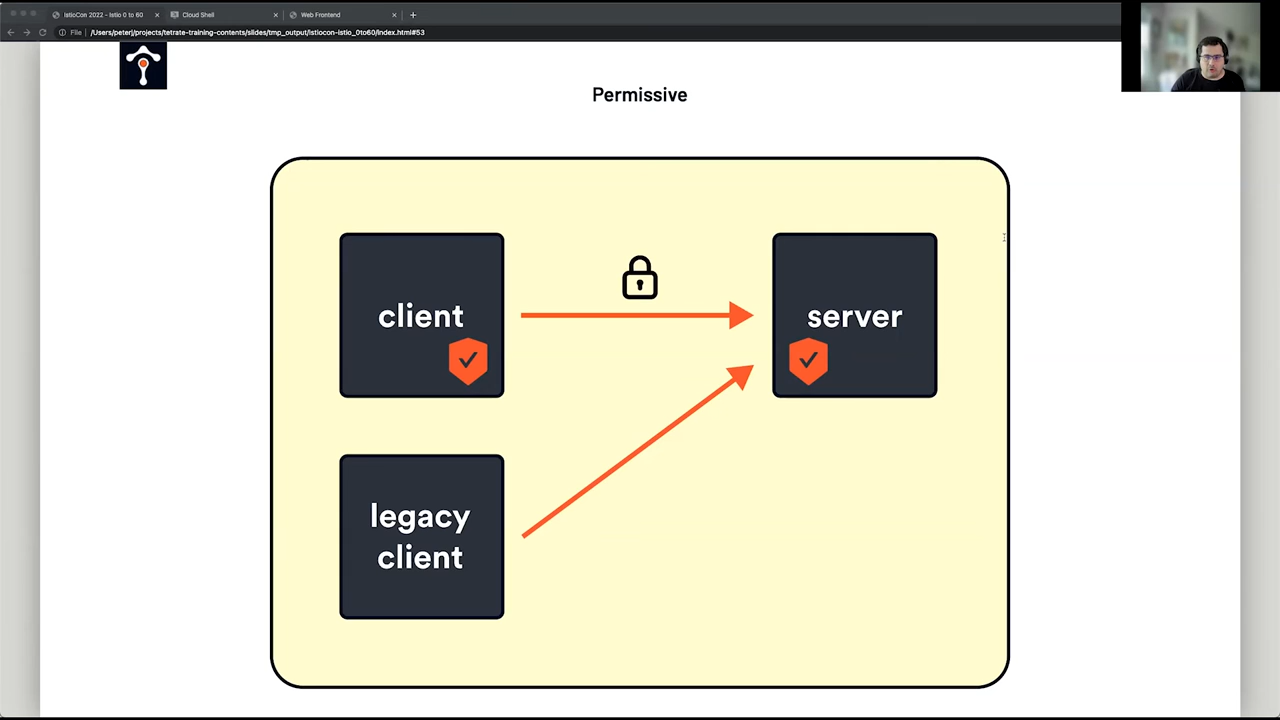 IstioCon 2022 - Istio 0 to 60
Cloud Shell
Web Frontend
File
/Users/peterj/projects/tetrate-training-contents/slides/tmp_output/istiocon-istio_0to60/index.html#53
Permissive
client
server
legacy
client